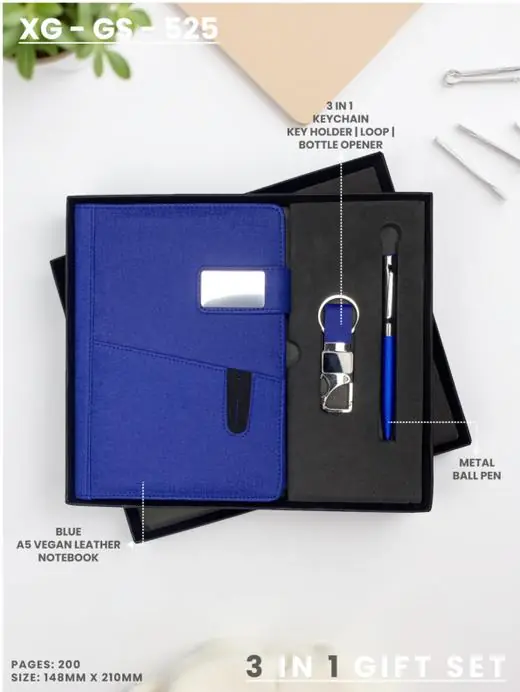 XG - GS - 525
3 IN 1
KEYCHAIN
KEY HOLDER | LOOP |
BOTTLE OPENER
METAL
BALL PEN
BLUE
A5 VEGAN LEATHER
NOTEBOOK
PAGES: 200
SIZE: 148MM X 210MM
3 IN 1 GIFT SET